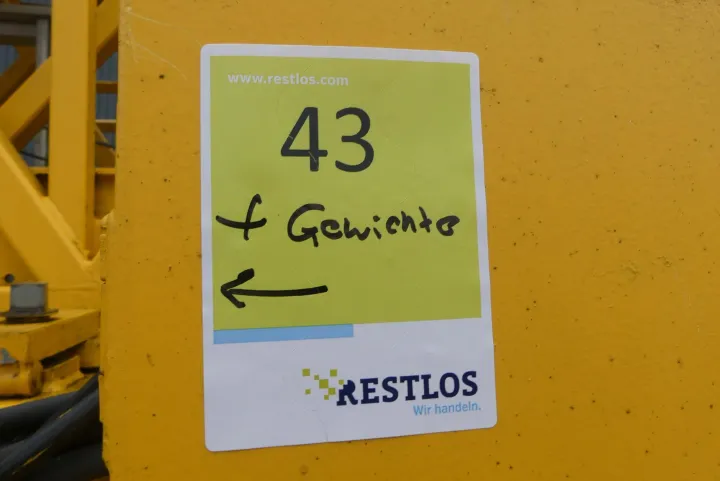 www.restlos.com
43
+ Gewichte
←
RESTLOS
Wir handeln.